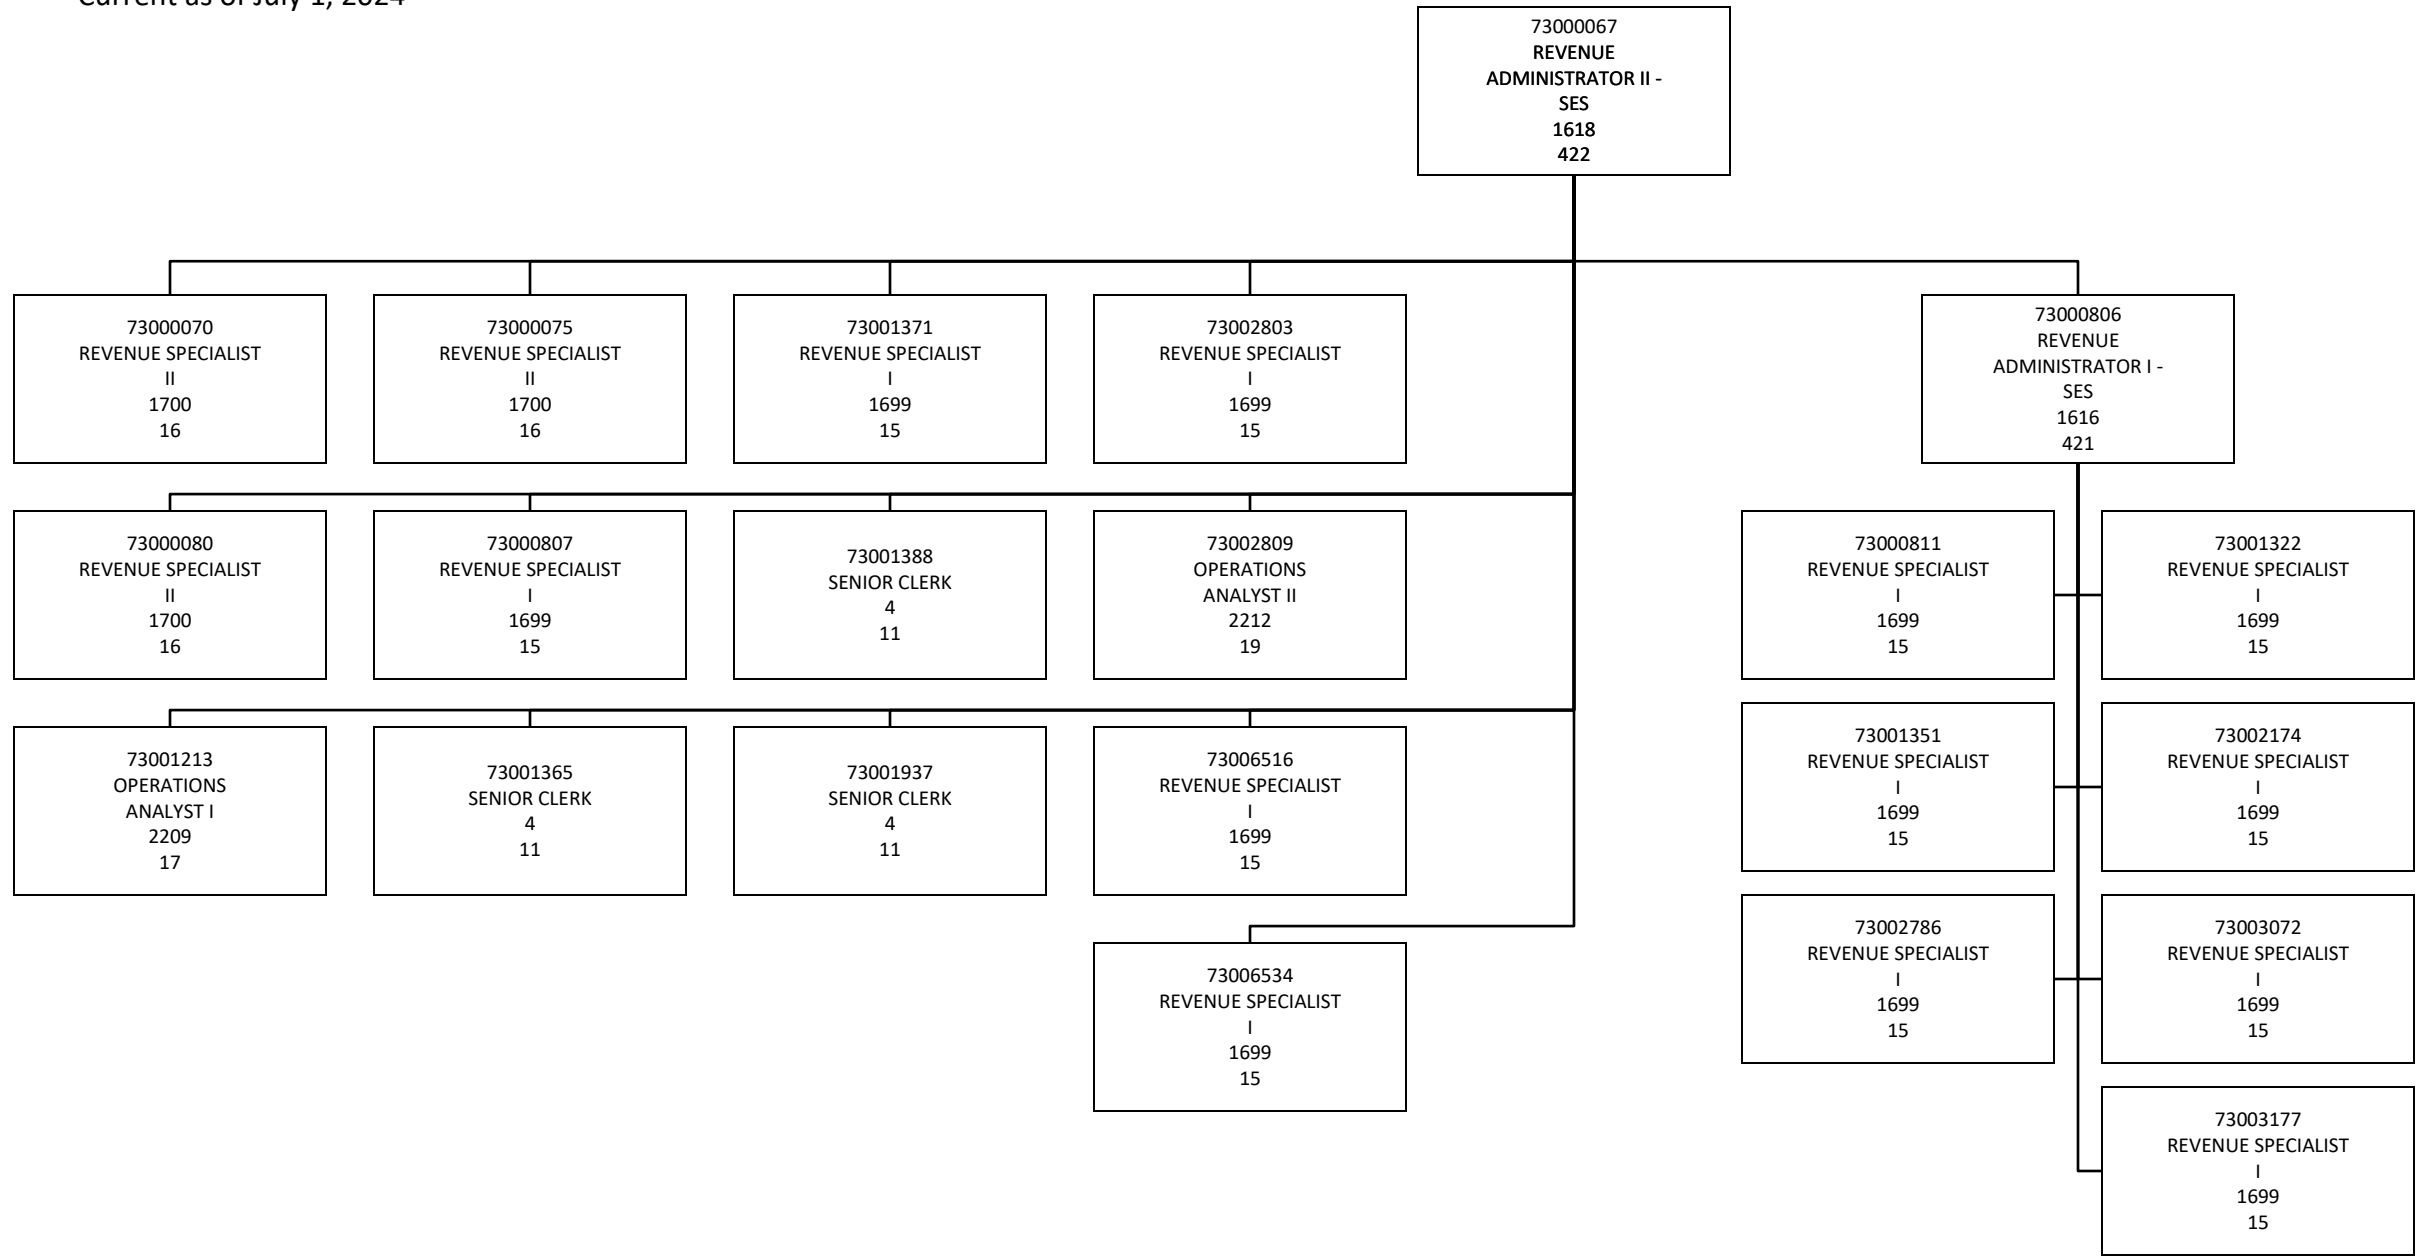 Current as of July 1, 2024
73000067
REVENUE
ADMINISTRATOR II -
SES
1618
422
73000070
REVENUE SPECIALIST
II
1700
16
73000075
REVENUE SPECIALIST
II
1700
16
73001371
REVENUE SPECIALIST
I
1699
15
73002803
REVENUE SPECIALIST
I
1699
15
73000806
REVENUE
ADMINISTRATOR I -
SES
1616
421
73000080
REVENUE SPECIALIST
II
1700
16
73000807
REVENUE SPECIALIST
I
1699
15
73001388
SENIOR CLERK
4
11
73002809
OPERATIONS
ANALYST II
2212
19
73000811
REVENUE SPECIALIST
I
1699
15
73001322
REVENUE SPECIALIST
I
1699
15
73001213
OPERATIONS
ANALYST I
2209
17
73001365
SENIOR CLERK
4
11
73001937
SENIOR CLERK
4
11
73006516
REVENUE SPECIALIST
I
1699
15
73001351
REVENUE SPECIALIST
I
1699
15
73002174
REVENUE SPECIALIST
I
1699
15
73006534
REVENUE SPECIALIST
I
1699
15
73002786
REVENUE SPECIALIST
I
1699
15
73003072
REVENUE SPECIALIST
I
1699
15
73003177
REVENUE SPECIALIST
I
1699
15